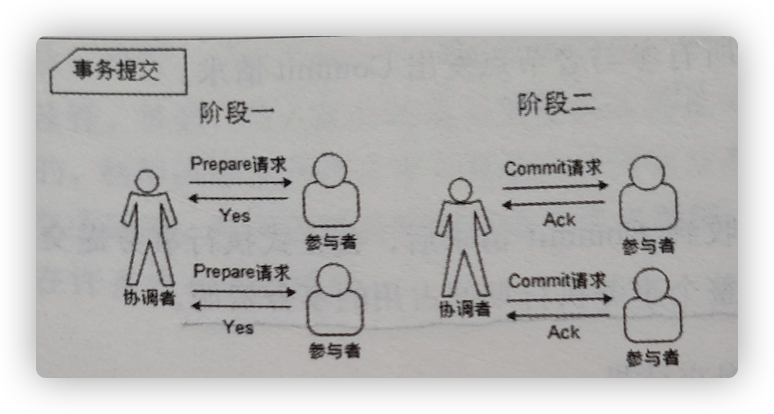 事务提交
阶段一
阶段二
Prepare请求
Yes
参与者
Prepare请求
Yes
参与者
协调者
Commit请求
Ack
参与者
Commit请求
Ack
参与者
协调者